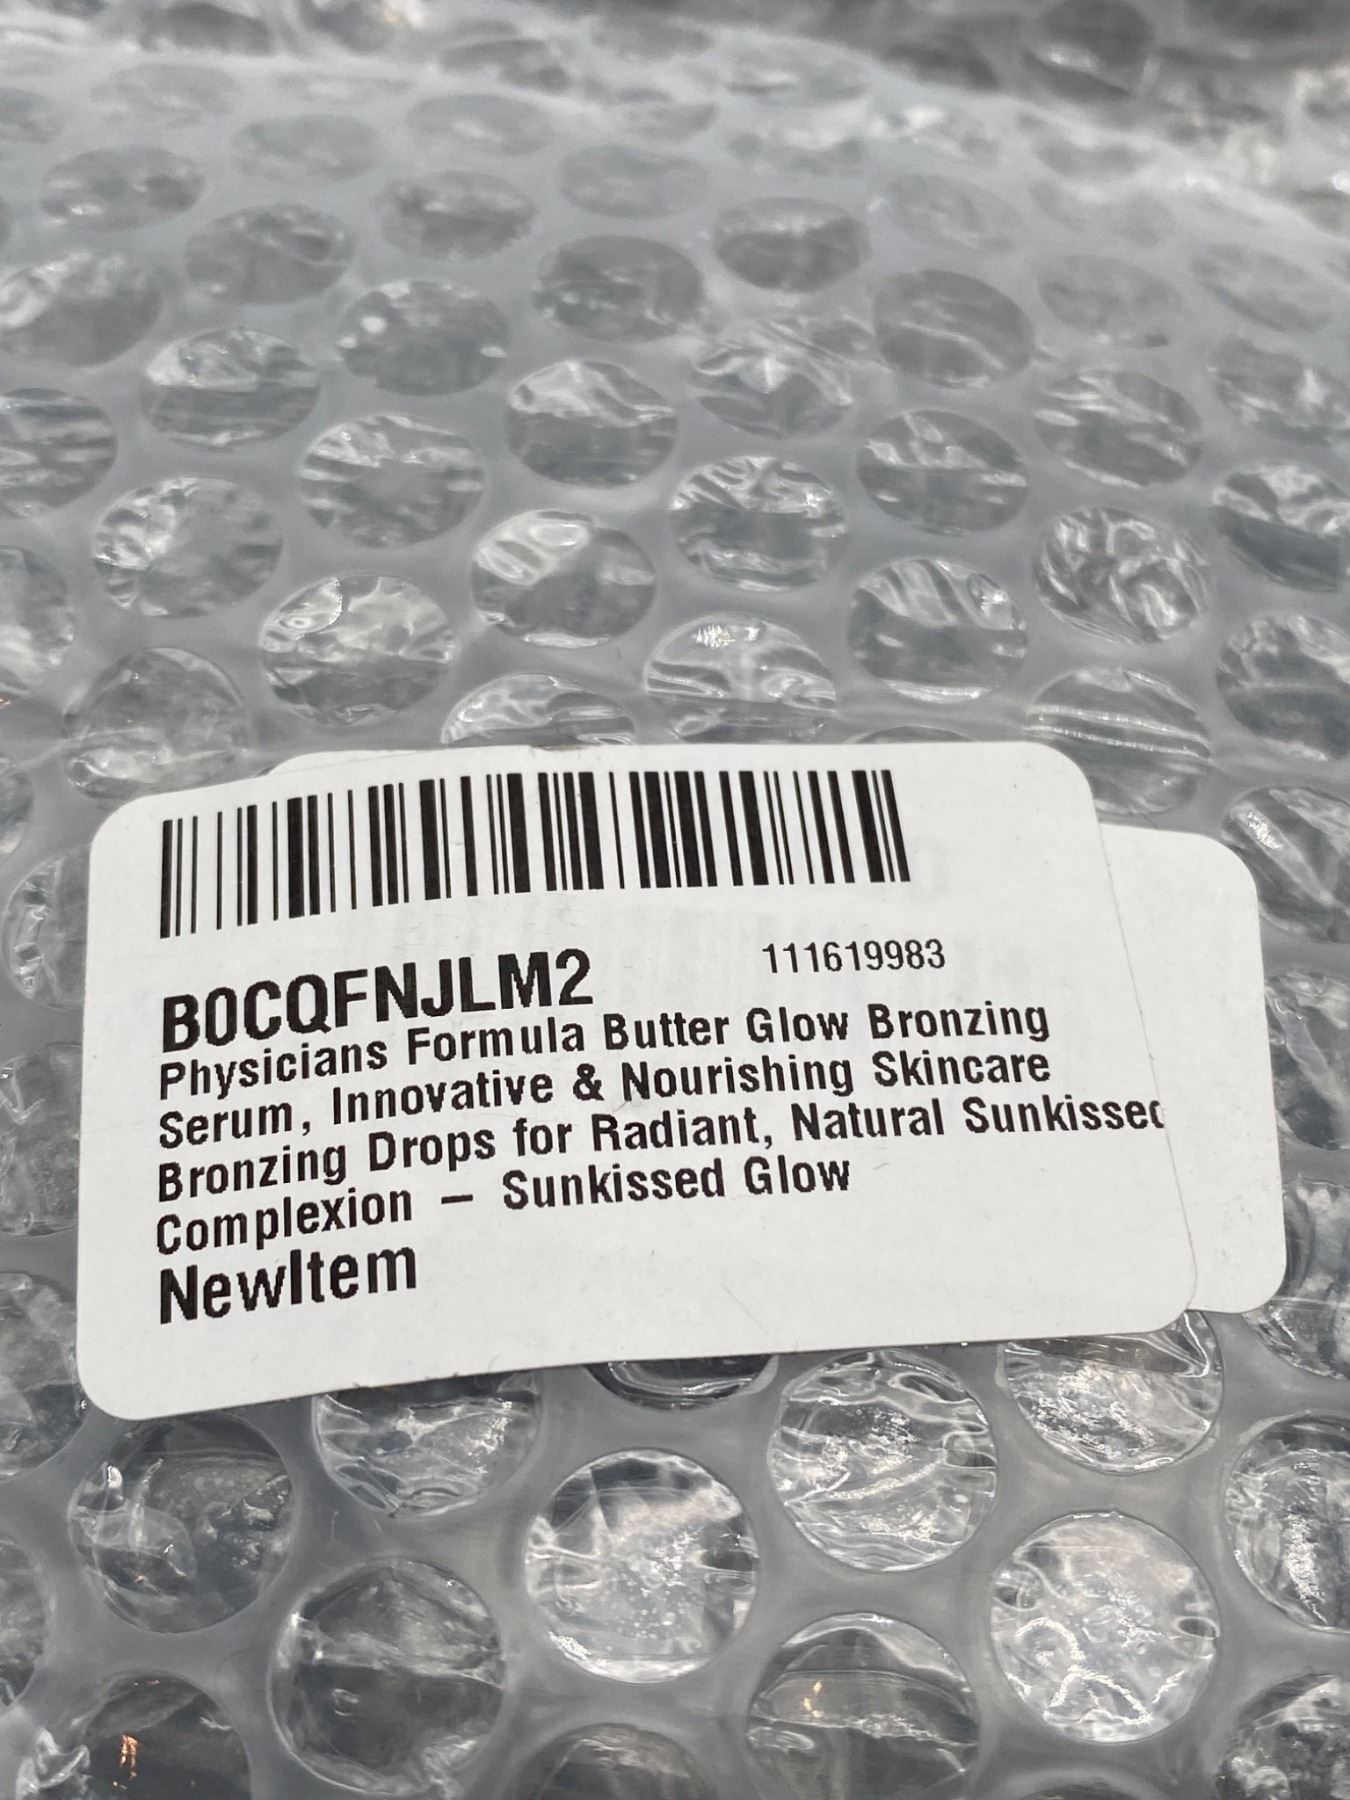 B0CQFNJLM2 111619983
Physicians Formula Butter Glow Bronzing
Serum, Innovative & Nourishing Skincare
Bronzing Drops for Radiant, Natural Sunkissed
Complexion – Sunkissed Glow
NewItem